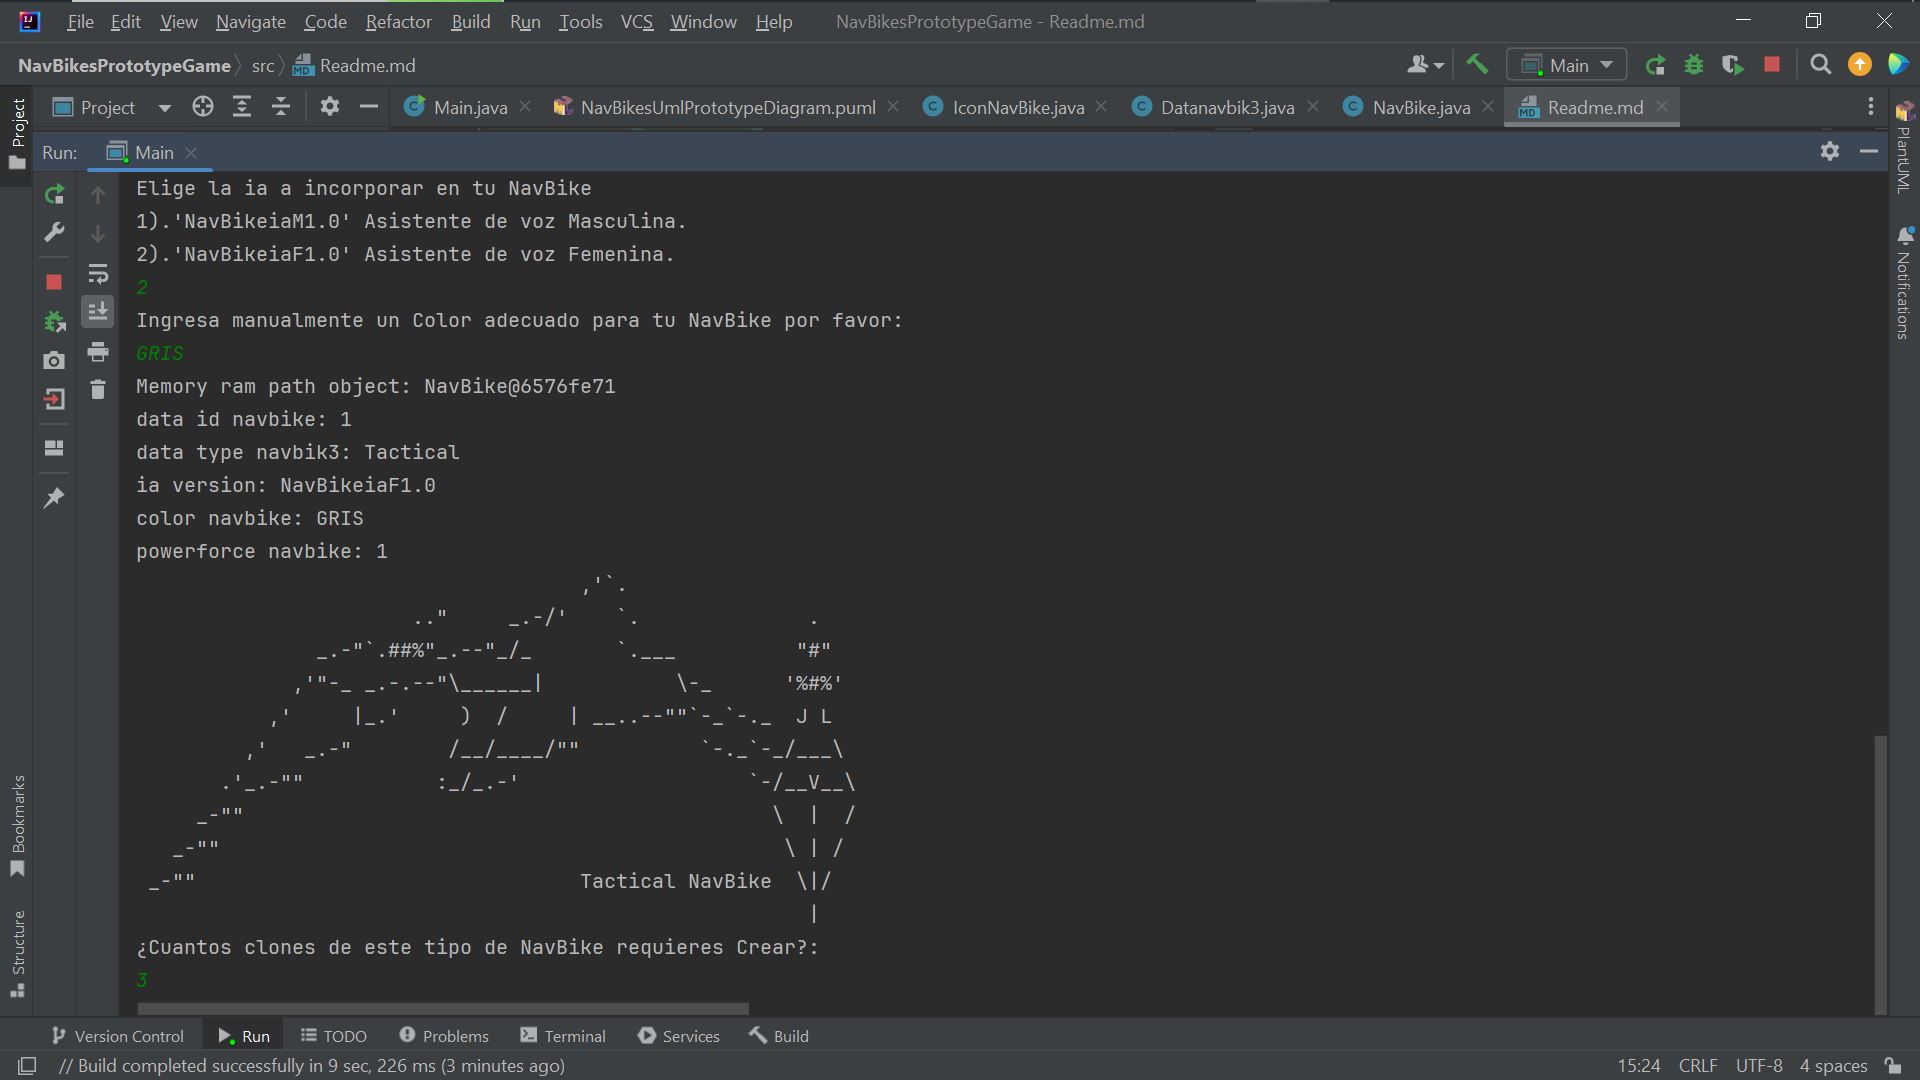 File Edit View Navigate Code Refactor Build Run Tools VCS Window Help NavBikesPrototypeGame - Readme.md
NavBikesPrototypeGame src Readme.md Main
Project Main.java NavBikesUmlPrototypeDiagram.puml IconNavBike.java Datanavbik3.java NavBike.java Readme.md
Run: Main
Elige la ia a incorporar en tu NavBike
1).'NavBikeiaM1.0' Asistente de voz Masculina.
2).'NavBikeiaF1.0' Asistente de voz Femenina.
2
Ingresa manualmente un Color adecuado para tu NavBike por favor:
GRIS
Memory ram path object: NavBike@6576fe71
data id navbike: 1
data type navbik3: Tactical
ia version: NavBikeiaF1.0
color navbike: GRIS
powerforce navbike: 1
                                     ,'`.
                       .."     _.-/'    `.              .
               _.-"`.##%"_.--"_/_       `.___          "#"
             ,'"-_ _.-.--"\______|           \-_      '%#%'
           ,'     |_.'     )  /     | __..--""`-_`-._  J L
         ,'   _.-"        /__/____/""          `-._`-_/___\
       .'_.-""           :_/_.-'                   `-/__V__\
     _-""                                            \  |  /
   _-""                                               \ | /
 _-""                                Tactical NavBike  \|/
                                                        |
¿Cuantos clones de este tipo de NavBike requieres Crear?:
3
Version Control Run TODO Problems Terminal Services Build
// Build completed successfully in 9 sec, 226 ms (3 minutes ago) 15:24 CRLF UTF-8 4 spaces
Project
Bookmarks
Structure
PlantUML
Notifications